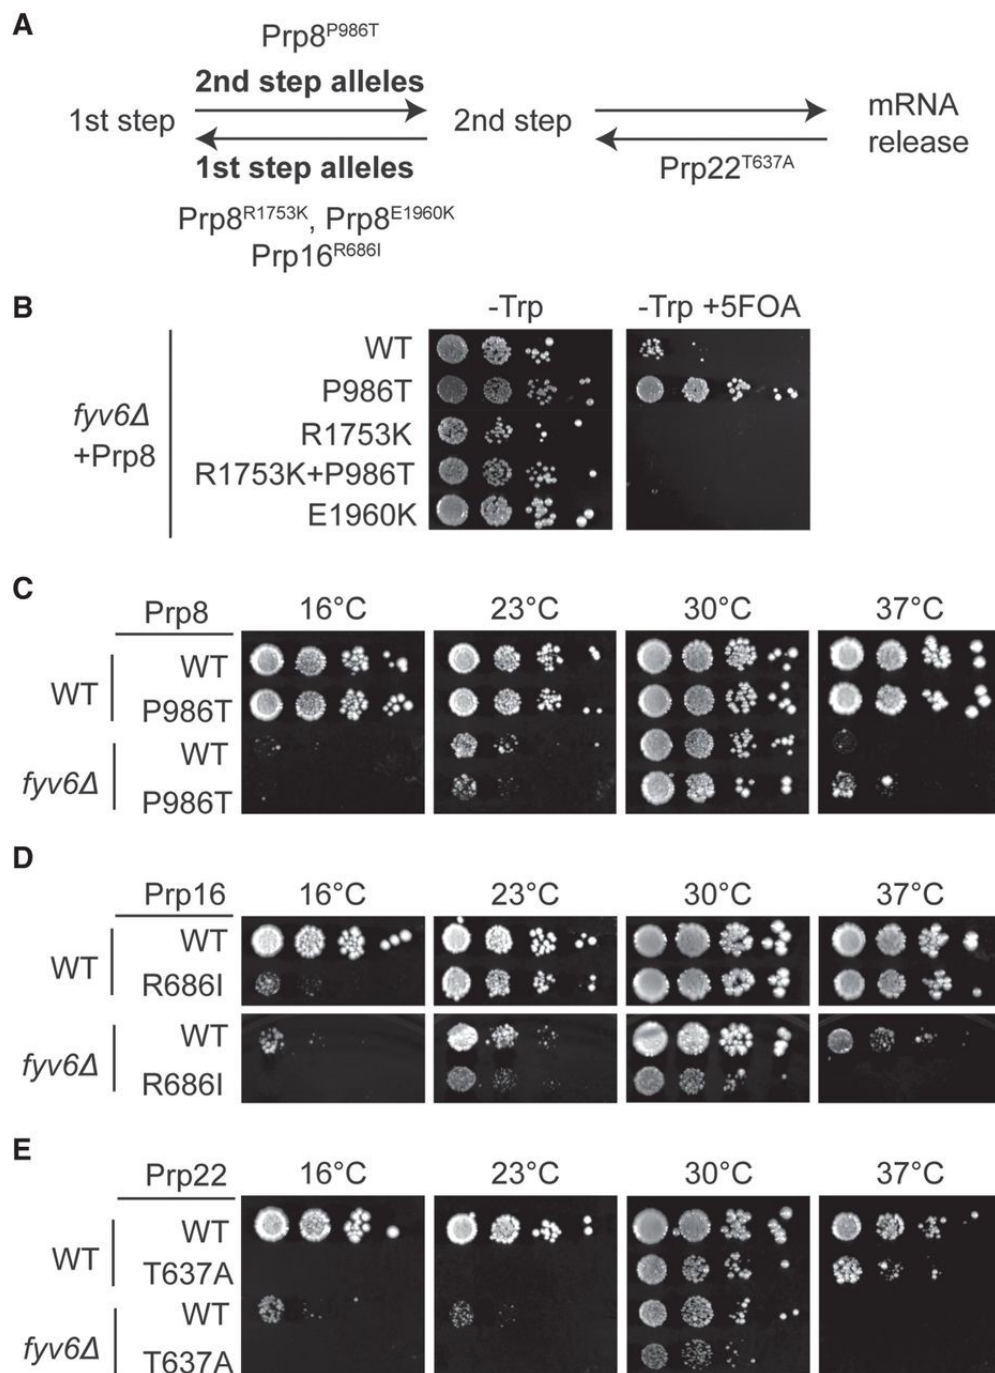 A
Prp8P986T
2nd step alleles
1st step
2nd step
mRNA
release
1st step alleles
Prp22T637A
Prp8R1753K, Prp8E1960K
Prp16R686I
B
-Trp
-Trp +5FOA
fyv6Δ
+Prp8
WT
P986T
R1753K
R1753K+P986T
E1960K
C
Prp8
16°C
23°C
30°C
37°C
WT
WT
P986T
fyv6Δ
WT
P986T
D
Prp16
16°C
23°C
30°C
37°C
WT
WT
R686I
fyv6Δ
WT
R686I
E
Prp22
16°C
23°C
30°C
37°C
WT
WT
T637A
fyv6Δ
WT
T637A